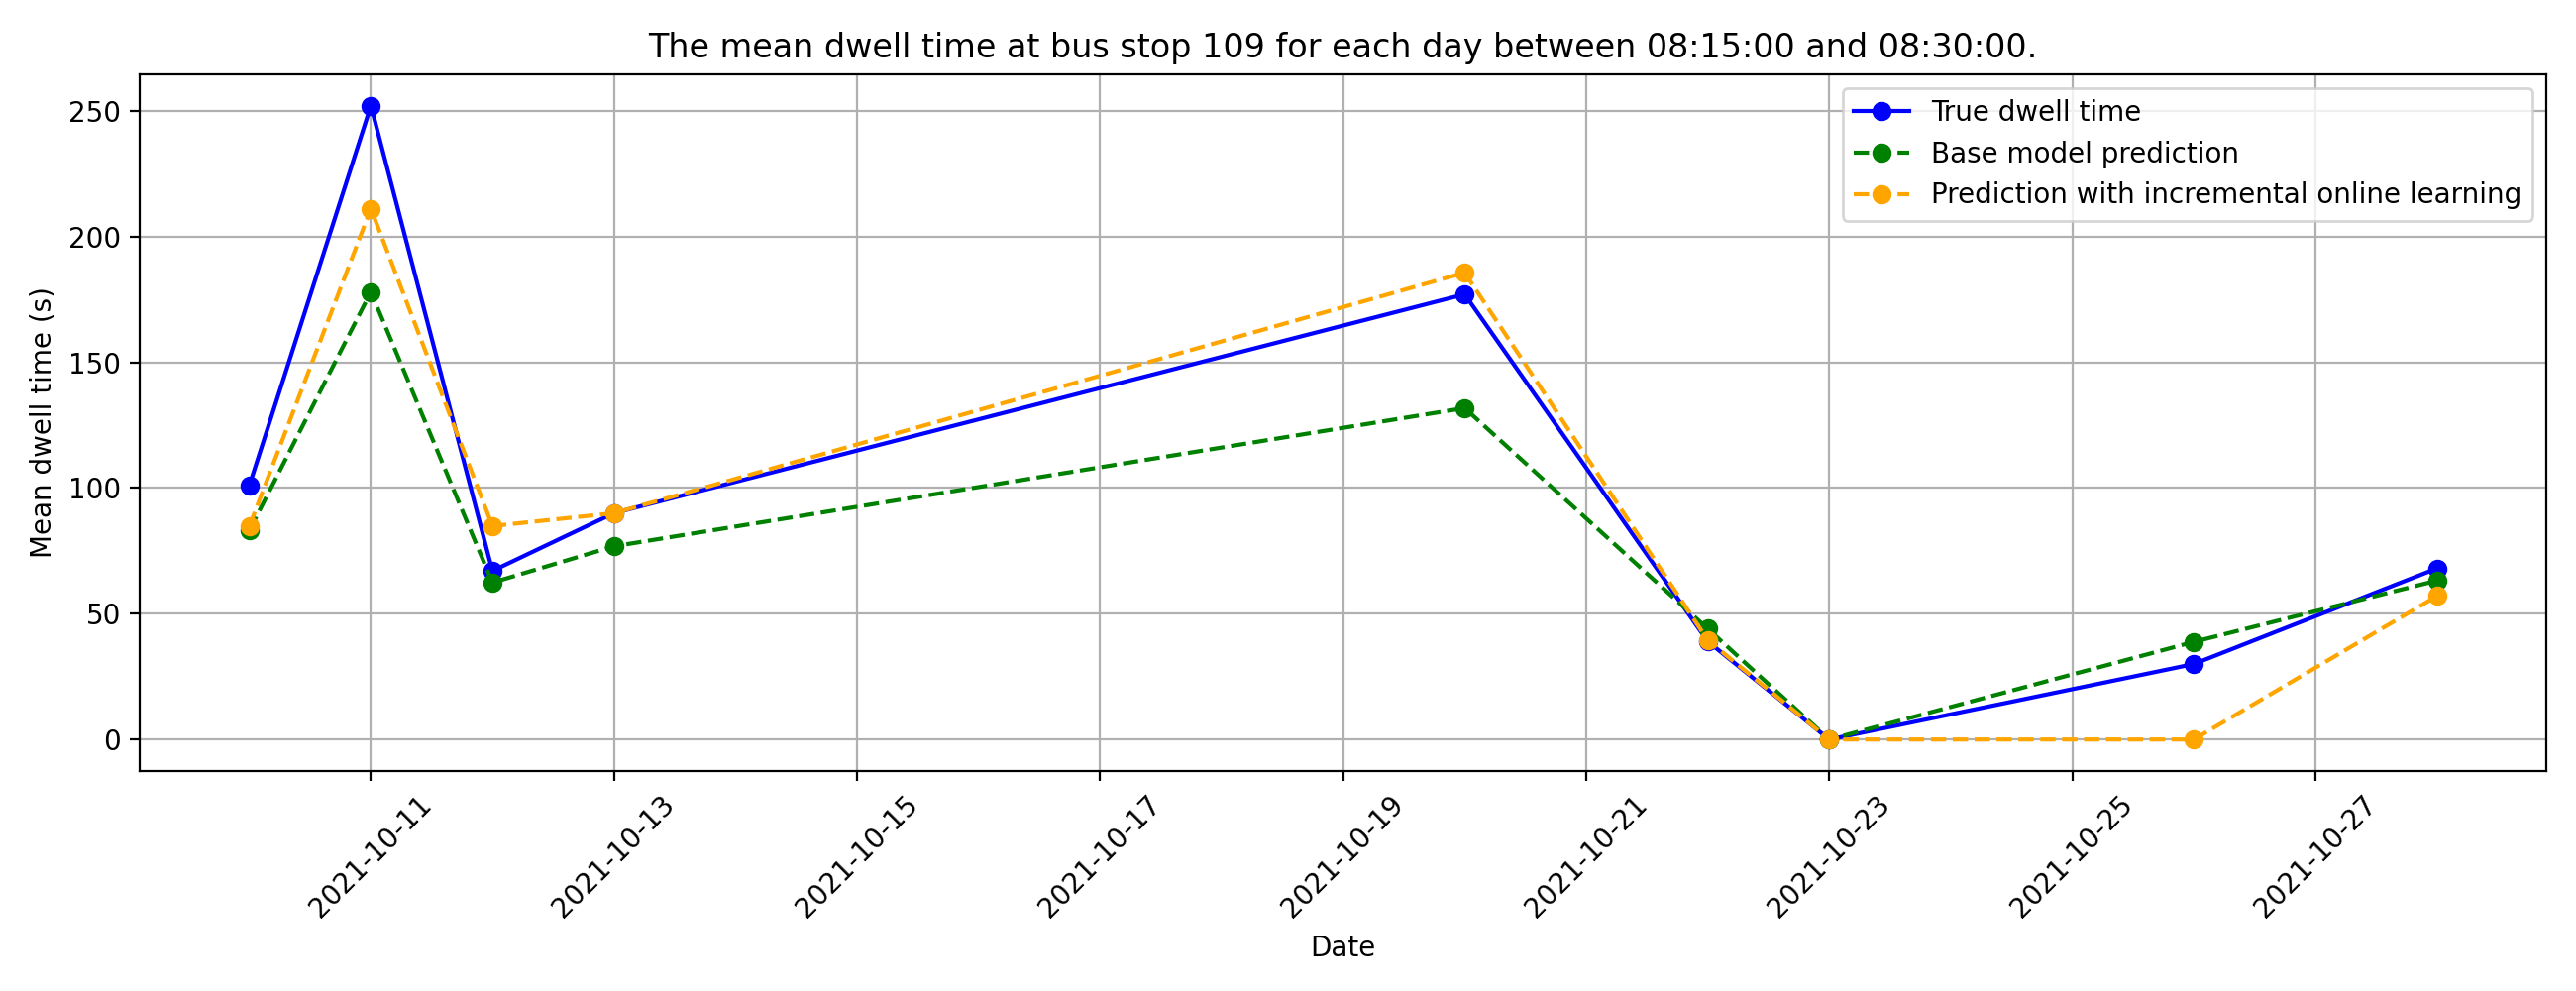 The mean dwell time at bus stop 109 for each day between 08:15:00 and 08:30:00.
Mean dwell time (s)
250
200
150
100
50
0
True dwell time
Base model prediction
Prediction with incremental online learning
2021-10-11
2021-10-13
2021-10-15
2021-10-17
2021-10-19
2021-10-21
2021-10-23
2021-10-25
2021-10-27
Date